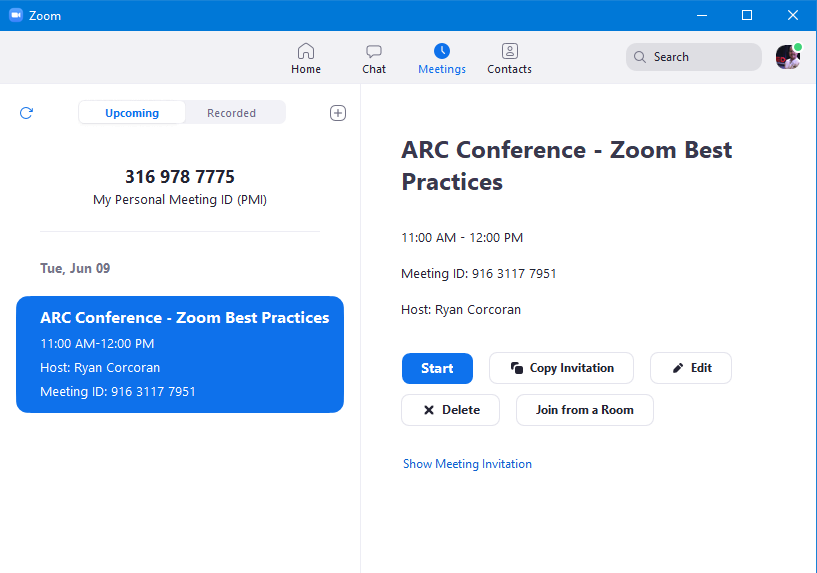 Zoom
Home
Chat
Meetings
Contacts
Search
Upcoming
Recorded
316 978 7775
My Personal Meeting ID (PMI)
Tue, Jun 09
ARC Conference - Zoom Best Practices
11:00 AM-12:00 PM
Host: Ryan Corcoran
Meeting ID: 916 3117 7951
ARC Conference - Zoom Best
Practices
11:00 AM - 12:00 PM
Meeting ID: 916 3117 7951
Host: Ryan Corcoran
Start
Copy Invitation
Edit
Delete
Join from a Room
Show Meeting Invitation